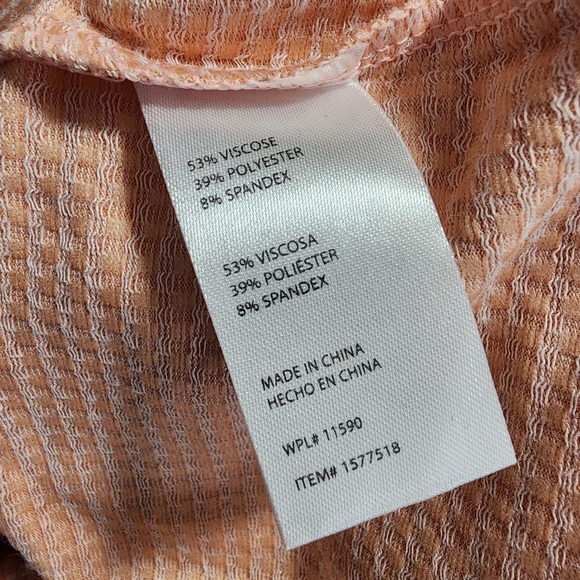 53% VISCOSE
39% POLYESTER
8% SPANDEX
53% VISCOSA
39% POLIÉSTER
8% SPANDEX
MADE IN CHINA
HECHO EN CHINA
WPL# 11590
ITEM# 1577518